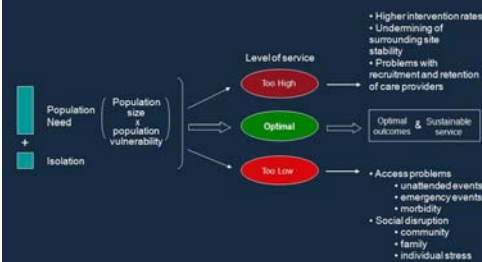 Population
Need
+
Isolation
Population
size
x
population
vulnerability
Level of service
Too High
Optimal
Too Low
• Higher intervention rates
• Undermining of
surrounding site
stability
• Problems with
recruitment and retention
of care providers
Optimal
outcomes
&
Sustainable
service
• Access problems
• unattended events
• emergency events
• morbidity
• Social disruption
• community
• family
• individual stress